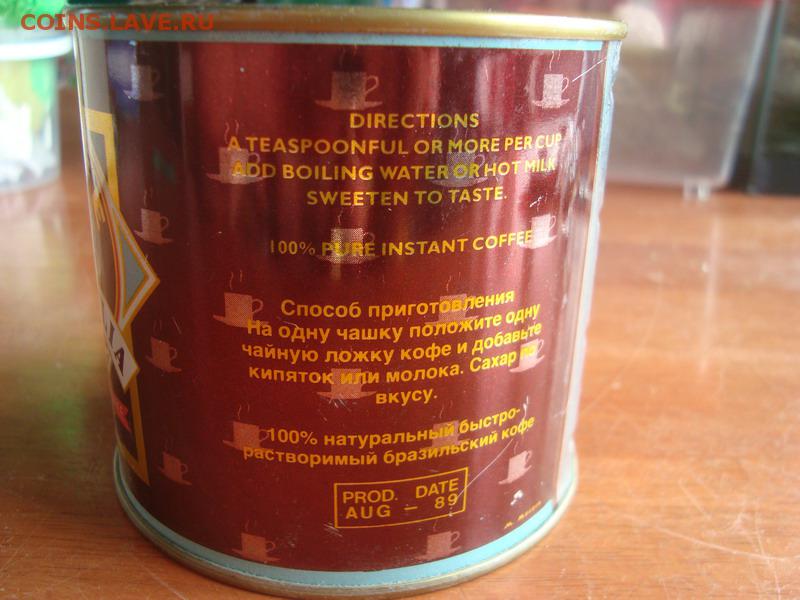 COINS.LAVE.RU
DIRECTIONS
A TEASPOONFUL OR MORE PER CUP
ADD BOILING WATER OR HOT MILK
SWEETEN TO TASTE.
100% PURE INSTANT COFFEE
Способ приготовления
На одну чашку положите одну
чайную ложку кофе и добавьте
кипяток или молока. Сахар по
вкусу.
100% натуральный быстро-
растворимый бразильский кофе
PROD. DATE
AUG – 89